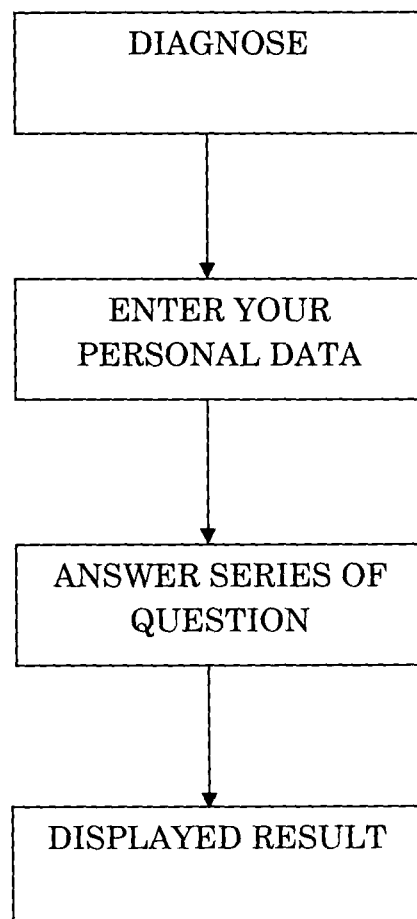 DIAGNOSE
ENTER YOUR
PERSONAL DATA
ANSWER SERIES OF
QUESTION
DISPLAYED RESULT